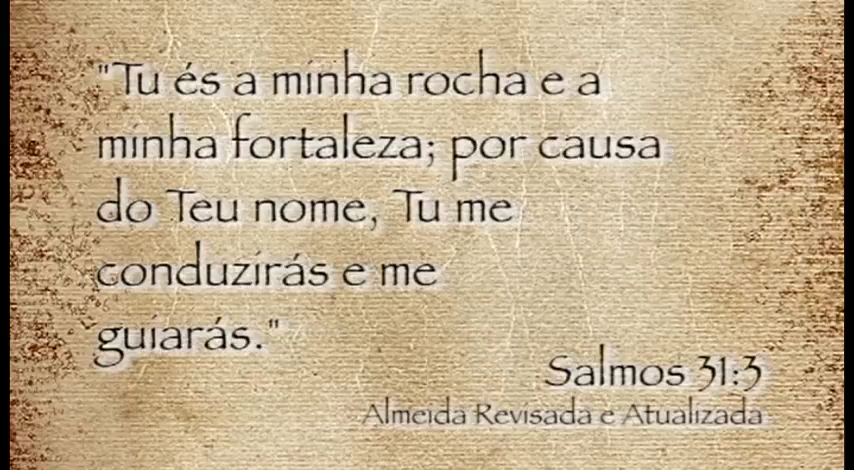 "Tu és a minha rocha e a
minha fortaleza; por causa
do Teu nome, Tu me
conduzirás e me
guiarás."
Salmos 31:3
Almeida Revisada e Atualizada